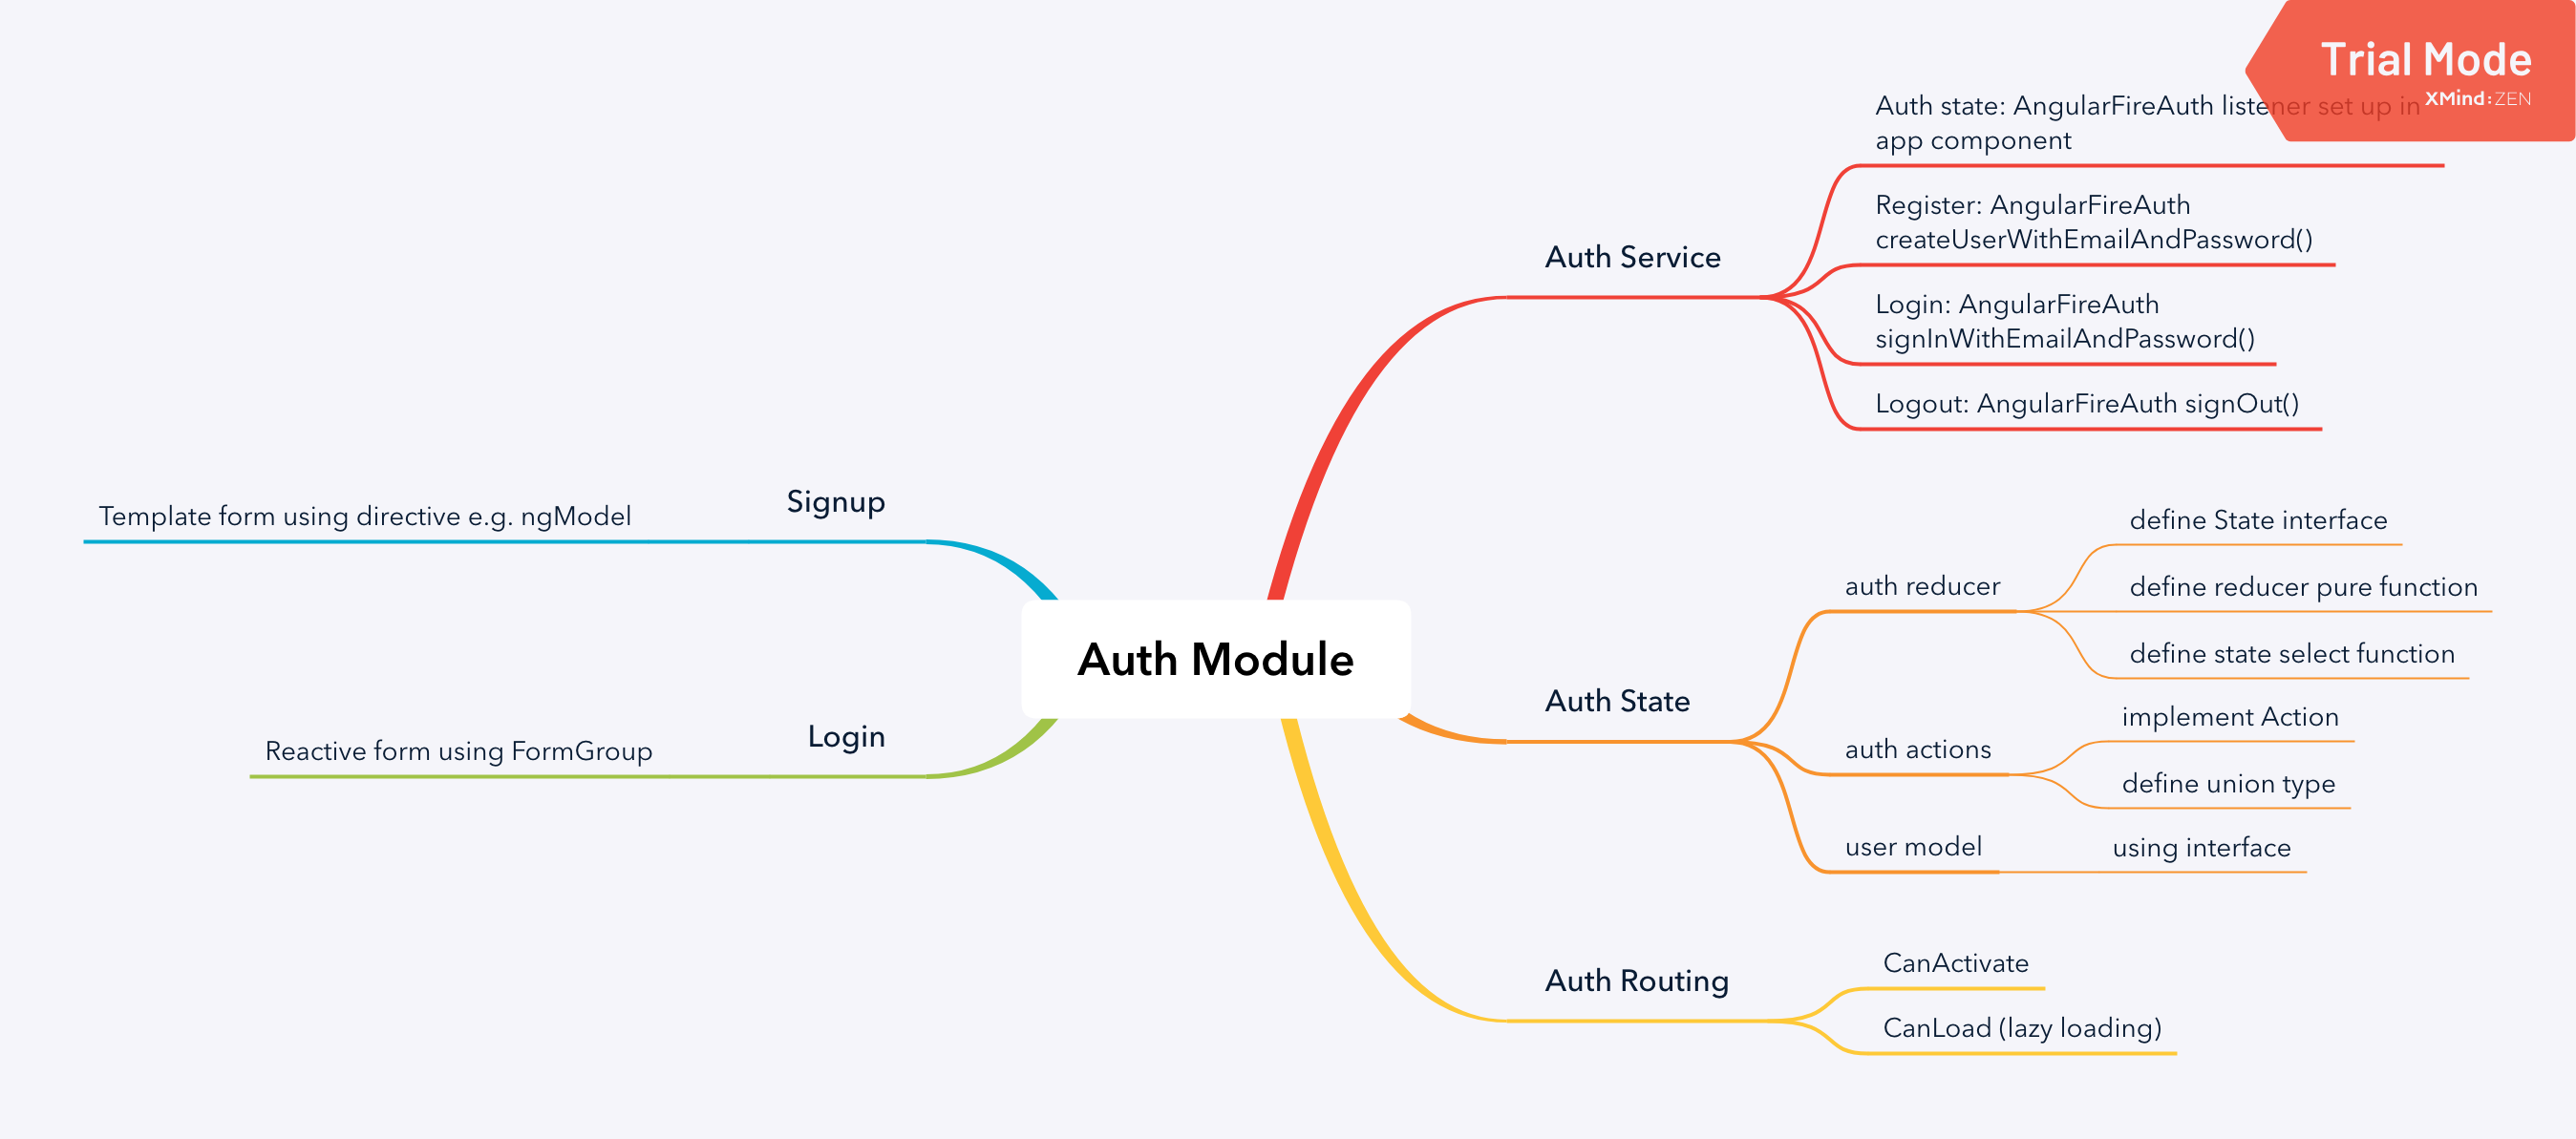 Trial Mode
XMind:ZEN
Auth state: AngularFireAuth listener set up in
app component
Register: AngularFireAuth
createUserWithEmailAndPassword()
Auth Service
Login: AngularFireAuth
signInWithEmailAndPassword()
Logout: AngularFireAuth signOut()
Signup
Template form using directive e.g. ngModel
define State interface
auth reducer
define reducer pure function
define state select function
Auth Module
Auth State
implement Action
auth actions
define union type
user model
using interface
Login
Reactive form using FormGroup
CanActivate
Auth Routing
CanLoad (lazy loading)